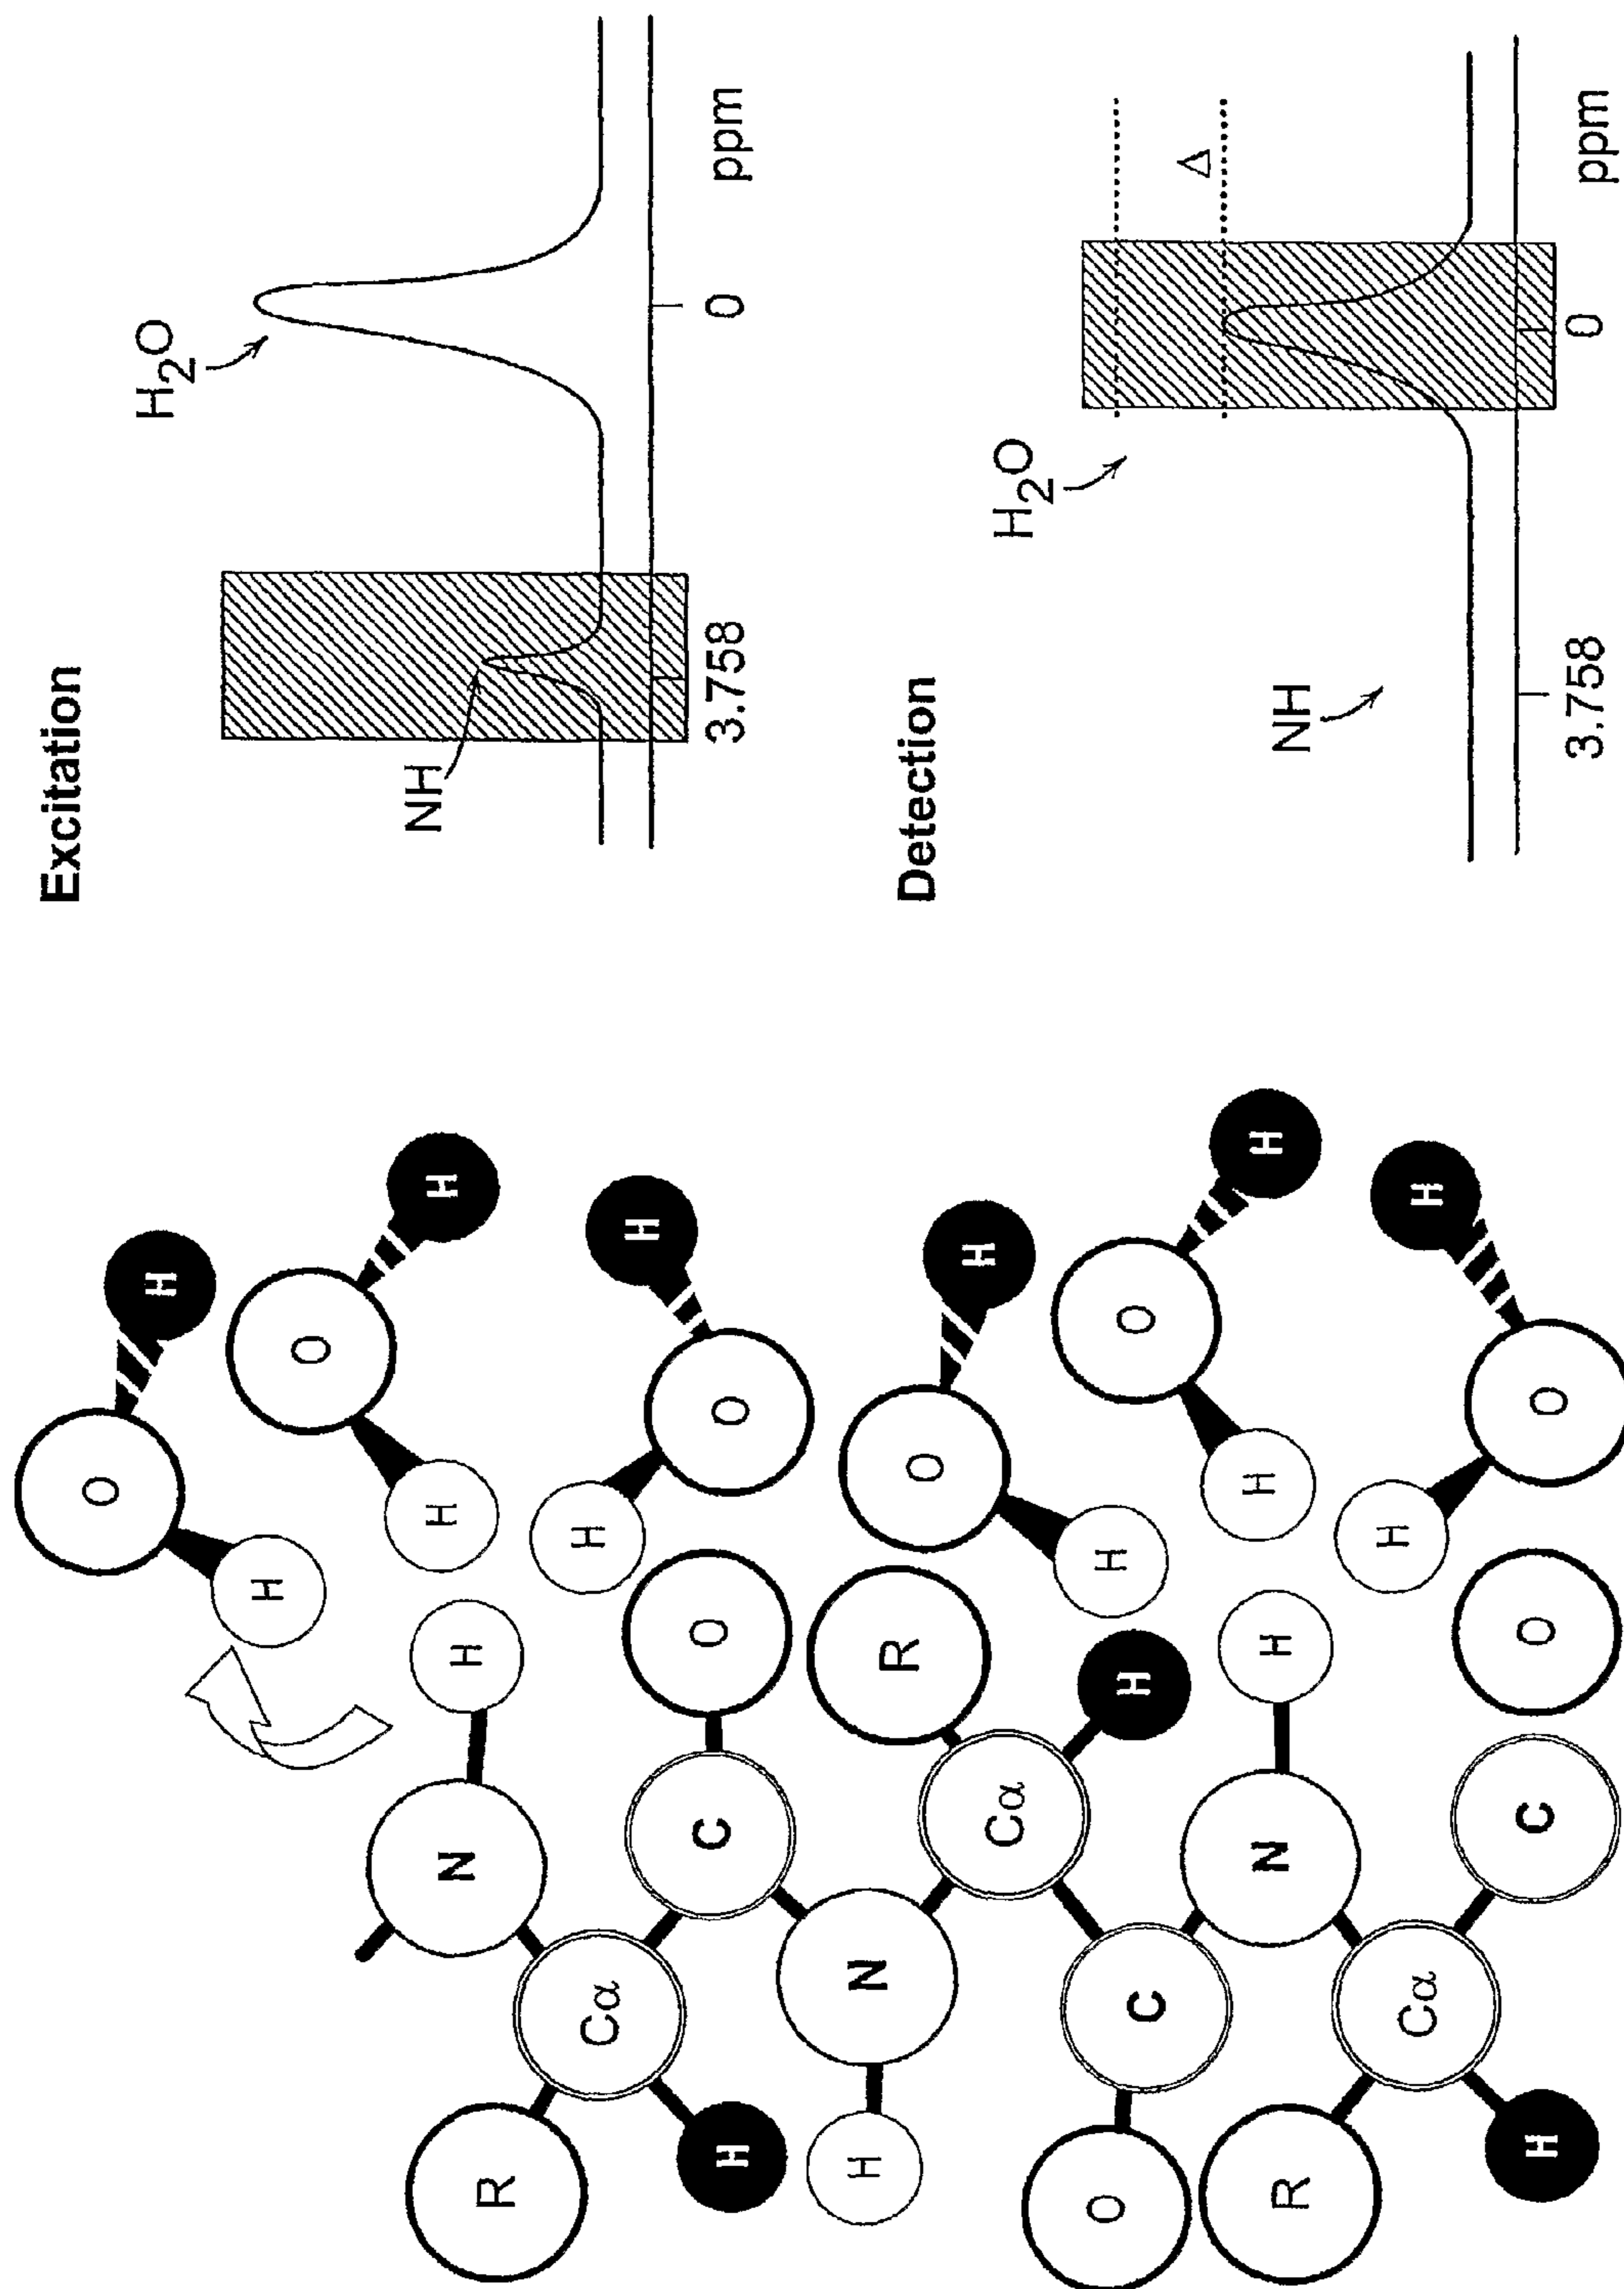 O H
H
O
N H H H
R
H
Cα H
H C O O
H N R O
H
Cα
O C H H O
R N H H H
Cα H H
H C O O
Excitation
H2O
NH
3.758 0 ppm
Detection
H2O
Δ
NH
3.758 0 ppm